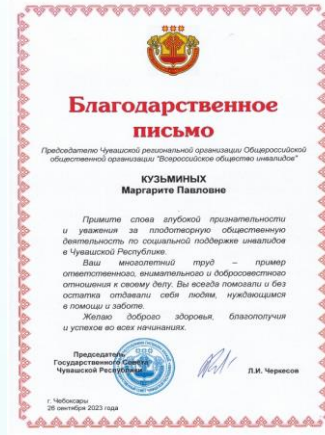 Благодарственное
письмо
Председателю Чувашской региональной организации Общероссийской
общественной организации "Всероссийское общество инвалидов"
КУЗЬМИНЫХ
Маргарите Павловне
Примите слова глубокой признательности
и уважения за плодотворную общественную
деятельность по социальной поддержке инвалидов
в Чувашской Республике.
Ваш многолетний труд – пример
ответственного, внимательного и добросовестного
отношения к своему делу. Вы всегда помогали и без
остатка отдавали себя людям, нуждающимся
в помощи и заботе.
Желаю доброго здоровья, благополучия
и успехов во всех начинаниях.
Председатель
Государственного Совета
Чувашской Республики
Л.И. Черкесов
г. Чебоксары
26 сентября 2023 года